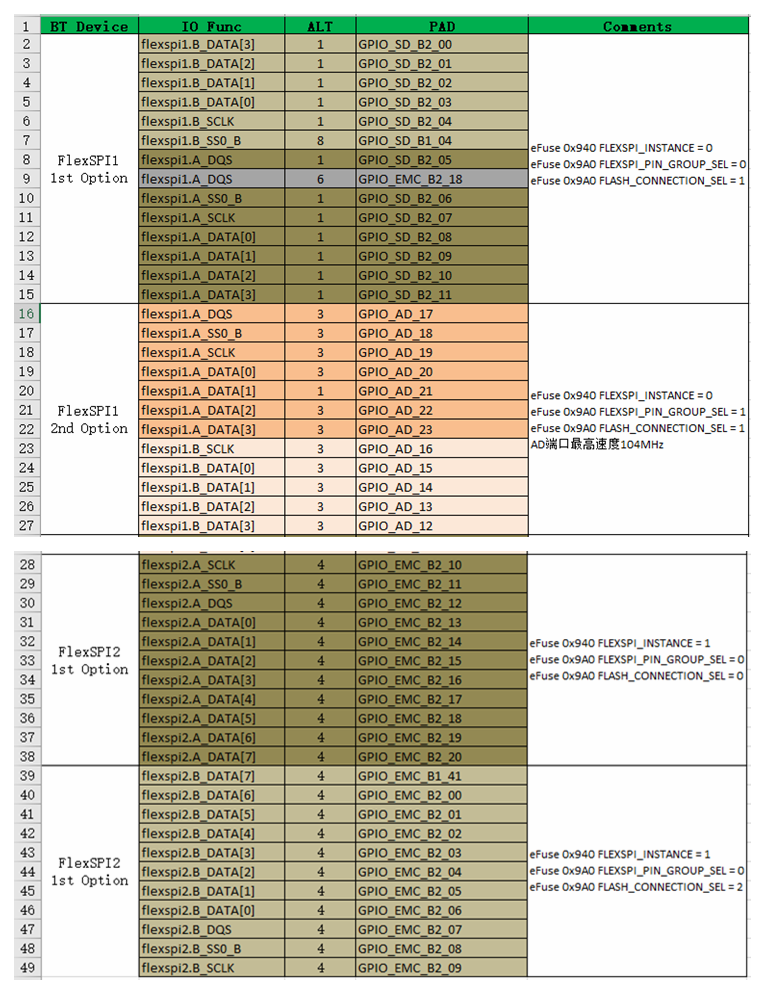 1 BT Device IO Func ALT PAD Comments
2 flexspi1.B_DATA[3] 1 GPIO_SD_B2_00
3 flexspi1.B_DATA[2] 1 GPIO_SD_B2_01
4 flexspi1.B_DATA[1] 1 GPIO_SD_B2_02
5 flexspi1.B_DATA[0] 1 GPIO_SD_B2_03
6 flexspi1.B_SCLK 1 GPIO_SD_B2_04
7 flexspi1.B_SS0_B 8 GPIO_SD_B1_04
eFuse 0x940 FLEXSPI_INSTANCE = 0
8 FlexSPI1 flexspi1.A_DQS 1 GPIO_SD_B2_05
eFuse 0x9A0 FLEXSPI_PIN_GROUP_SEL = 0
9 1st Option flexspi1.A_DQS 6 GPIO_EMC_B2_18 eFuse 0x9A0 FLASH_CONNECTION_SEL = 1
10 flexspi1.A_SS0_B 1 GPIO_SD_B2_06
11 flexspi1.A_SCLK 1 GPIO_SD_B2_07
12 flexspi1.A_DATA[0] 1 GPIO_SD_B2_08
13 flexspi1.A_DATA[1] 1 GPIO_SD_B2_09
14 flexspi1.A_DATA[2] 1 GPIO_SD_B2_10
15 flexspi1.A_DATA[3] 1 GPIO_SD_B2_11
16 flexspi1.A_DQS 3 GPIO_AD_17
17 flexspi1.A_SS0_B 3 GPIO_AD_18
18 flexspi1.A_SCLK 3 GPIO_AD_19
19 flexspi1.A_DATA[0] 3 GPIO_AD_20
20 flexspi1.A_DATA[1] 1 GPIO_AD_21 eFuse 0x940 FLEXSPI_INSTANCE = 0
21 FlexSPI1 flexspi1.A_DATA[2] 3 GPIO_AD_22 eFuse 0x9A0 FLEXSPI_PIN_GROUP_SEL = 1
22 2nd Option flexspi1.A_DATA[3] 3 GPIO_AD_23 eFuse 0x9A0 FLASH_CONNECTION_SEL = 1
23 flexspi1.B_SCLK 3 GPIO_AD_16 AD端口最高速度104MHz
24 flexspi1.B_DATA[0] 3 GPIO_AD_15
25 flexspi1.B_DATA[1] 3 GPIO_AD_14
26 flexspi1.B_DATA[2] 3 GPIO_AD_13
27 flexspi1.B_DATA[3] 3 GPIO_AD_12
28 flexspi2.A_SCLK 4 GPIO_EMC_B2_10
29 flexspi2.A_SS0_B 4 GPIO_EMC_B2_11
30 flexspi2.A_DQS 4 GPIO_EMC_B2_12
31 flexspi2.A_DATA[0] 4 GPIO_EMC_B2_13
32 flexspi2.A_DATA[1] 4 GPIO_EMC_B2_14 eFuse 0x940 FLEXSPI_INSTANCE = 1
33 FlexSPI2 flexspi2.A_DATA[2] 4 GPIO_EMC_B2_15 eFuse 0x9A0 FLEXSPI_PIN_GROUP_SEL = 0
34 1st Option flexspi2.A_DATA[3] 4 GPIO_EMC_B2_16 eFuse 0x9A0 FLASH_CONNECTION_SEL = 0
35 flexspi2.A_DATA[4] 4 GPIO_EMC_B2_17
36 flexspi2.A_DATA[5] 4 GPIO_EMC_B2_18
37 flexspi2.A_DATA[6] 4 GPIO_EMC_B2_19
38 flexspi2.A_DATA[7] 4 GPIO_EMC_B2_20
39 flexspi2.B_DATA[7] 4 GPIO_EMC_B1_41
40 flexspi2.B_DATA[6] 4 GPIO_EMC_B2_00
41 flexspi2.B_DATA[5] 4 GPIO_EMC_B2_01
42 flexspi2.B_DATA[4] 4 GPIO_EMC_B2_02
43 flexspi2.B_DATA[3] 4 GPIO_EMC_B2_03 eFuse 0x940 FLEXSPI_INSTANCE = 1
44 FlexSPI2 flexspi2.B_DATA[2] 4 GPIO_EMC_B2_04 eFuse 0x9A0 FLEXSPI_PIN_GROUP_SEL = 0
45 1st Option flexspi2.B_DATA[1] 4 GPIO_EMC_B2_05 eFuse 0x9A0 FLASH_CONNECTION_SEL = 2
46 flexspi2.B_DATA[0] 4 GPIO_EMC_B2_06
47 flexspi2.B_DQS 4 GPIO_EMC_B2_07
48 flexspi2.B_SS0_B 4 GPIO_EMC_B2_08
49 flexspi2.B_SCLK 4 GPIO_EMC_B2_09